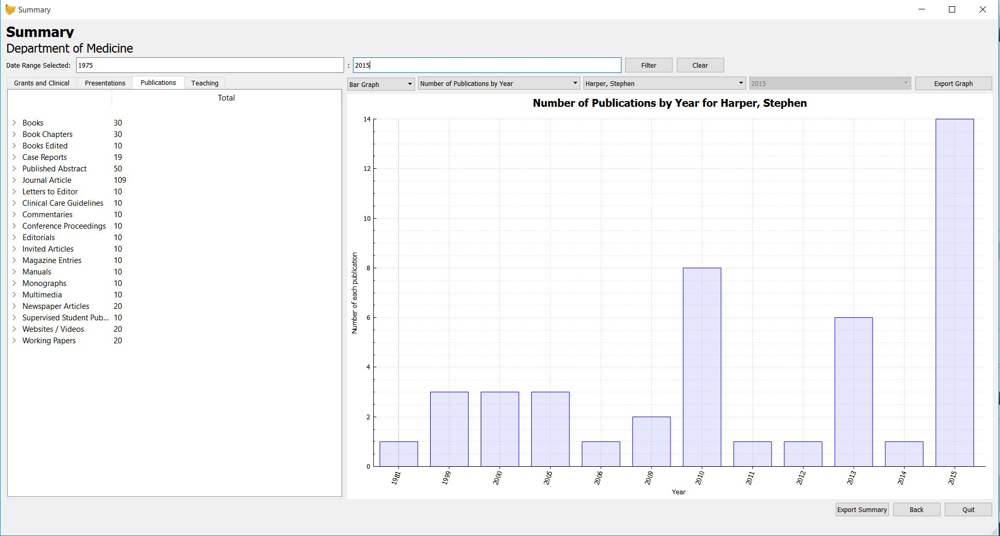 Summary
Summary
Department of Medicine
Date Range Selected: 1975 : 2015 Filter Clear
Grants and Clinical Presentations Publications Teaching
Bar Graph Number of Publications by Year Harper, Stephen 2015 Export Graph
Total
Books 30
Book Chapters 30
Books Edited 10
Case Reports 19
Published Abstract 50
Journal Article 109
Letters to Editor 10
Clinical Care Guidelines 10
Commentaries 10
Conference Proceedings 10
Editorials 10
Invited Articles 10
Magazine Entries 10
Manuals 10
Monographs 10
Multimedia 10
Newspaper Articles 20
Supervised Student Pub... 10
Websites / Videos 20
Working Papers 20
Number of Publications by Year for Harper, Stephen
Number of each publication
14
12
10
8
6
4
2
0
1981 1999 2000 2005 2006 2009 2010 2011 2012 2013 2014 2015
Year
Export Summary Back Quit